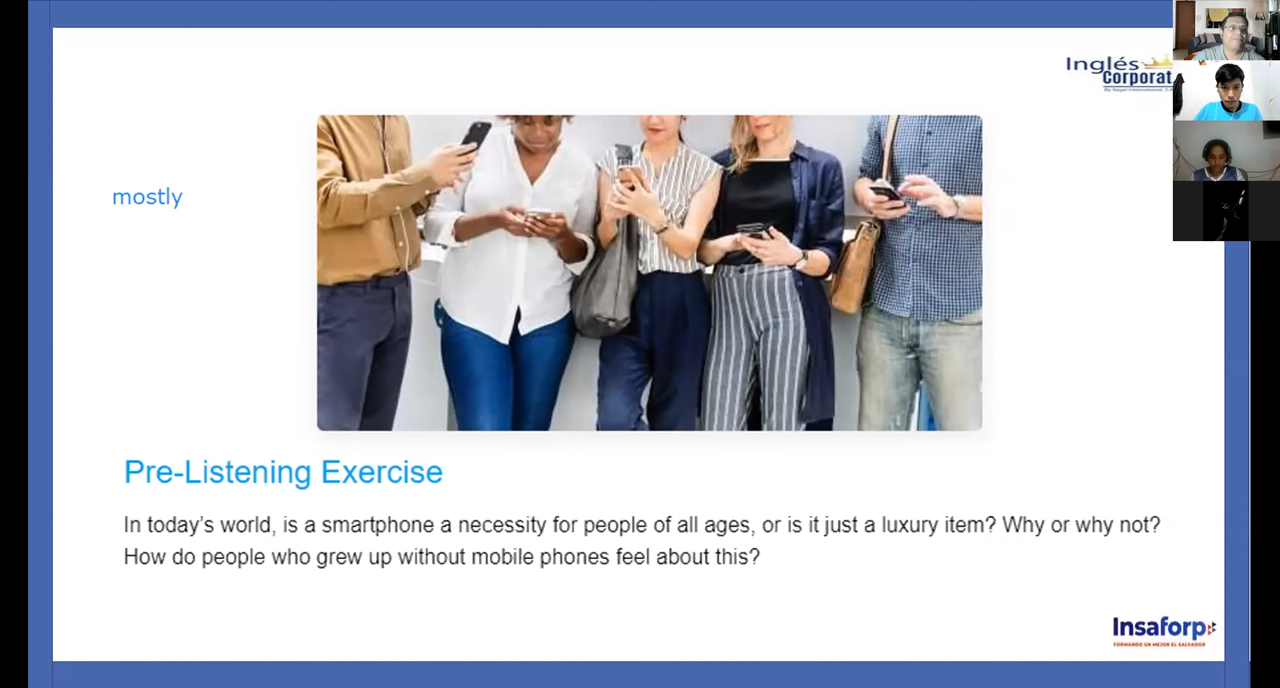 Inglés
Corporat
mostly
Pre-Listening Exercise
In today’s world, is a smartphone a necessity for people of all ages, or is it just a luxury item? Why or why not?
How do people who grew up without mobile phones feel about this?
Insaforp
FORMANDO UN MEJOR EL SALVADOR